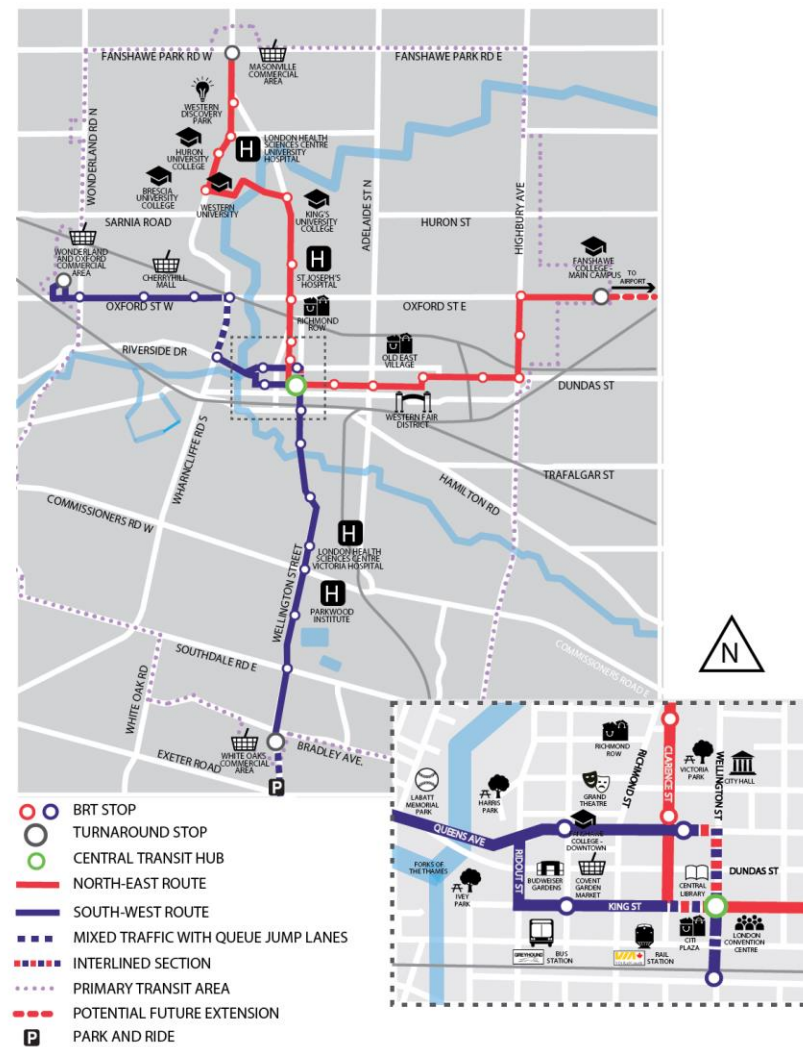 FANSHAWE PARK RD W
FANSHAWE PARK RD E
MASONVILLE
COMMERCIAL
AREA
WESTERN
DISCOVERY
PARK
WONDERLAND RD N
HURON
UNIVERSITY
COLLEGE
H
LONDON HEALTH
SCIENCES CENTRE
UNIVERSITY
HOSPITAL
BRESCIA
UNIVERSITY
COLLEGE
WESTERN
UNIVERSITY
KING'S
UNIVERSITY
COLLEGE
ADELAIDE ST N
HIGHBURY AVE
SARNIA ROAD
HURON ST
WONDERLAND
AND OXFORD
COMMERCIAL
AREA
CHERRYHILL
MALL
H
ST JOSEPH'S
HOSPITAL
FANSHAWE
COLLEGE -
MAIN CAMPUS
TO
AIRPORT
OXFORD ST W
RICHMOND
ROW
OXFORD ST E
RIVERSIDE DR
OLD EAST
VILLAGE
DUNDAS ST
WESTERN FAIR
DISTRICT
WHARNCLIFFE RD S
TRAFALGAR ST
HAMILTON RD
COMMISSIONERS RD W
H
LONDON HEALTH
SCIENCES CENTRE
VICTORIA HOSPITAL
WELLINGTON STREET
H
PARKWOOD
INSTITUTE
COMMISSIONERS ROAD E
SOUTHDALE RD E
WHITE OAK RD
WHITE OAKS
COMMERCIAL
AREA
BRADLEY AVE.
EXETER ROAD
P
N
BRT STOP
TURNAROUND STOP
CENTRAL TRANSIT HUB
NORTH-EAST ROUTE
SOUTH-WEST ROUTE
MIXED TRAFFIC WITH QUEUE JUMP LANES
INTERLINED SECTION
PRIMARY TRANSIT AREA
POTENTIAL FUTURE EXTENSION
P PARK AND RIDE
RICHMOND
ROW
RICHMOND ST
CLARENCE ST
VICTORIA
PARK
WELLINGTON ST
CITY HALL
LABATT
MEMORIAL
PARK
HARRIS
PARK
GRAND
THEATRE
QUEENS AVE
FANSHAWE
COLLEGE -
DOWNTOWN
RIDOUT ST
DUNDAS ST
FORKS OF
THE THAMES
BUDWEISER
GARDENS
COVENT
GARDEN
MARKET
CENTRAL
LIBRARY
IVEY
PARK
KING ST
GREYHOUND
BUS
STATION
VIA
RAIL
STATION
CITI
PLAZA
LONDON
CONVENTION
CENTRE